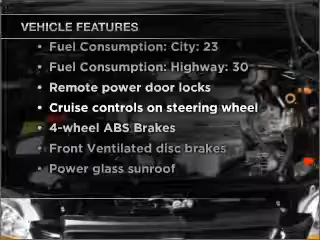 VEHICLE FEATURES
• Fuel Consumption: City: 23
• Fuel Consumption: Highway: 30
• Remote power door locks
• Cruise controls on steering wheel
• 4-wheel ABS Brakes
• Front Ventilated disc brakes
• Power glass sunroof